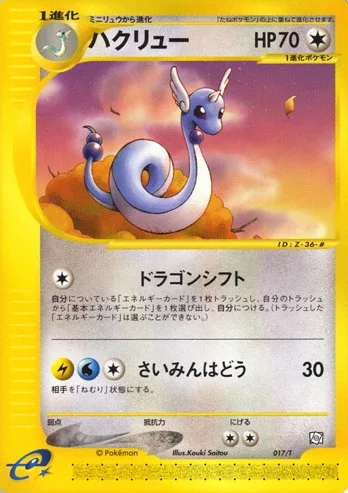 1進化
ミニリュウから進化
「たねポケモン」の上に重ねて進化させます。
ハクリュー
HP70
1進化ポケモン
ID:Z-36-#
ドラゴンシフト
自分についている「エネルギーカード」を1枚トラッシュし、自分のトラッシュ
から「基本エネルギーカード」を1枚選び出し、自分につける。(トラッシュした
「エネルギーカード」は選ぶことができない。)
さいみんはどう 30
相手を「ねむり」状態にする。
弱点 抵抗力 にげる
© Pokémon Illus.Kouki Saitou 017/T
e